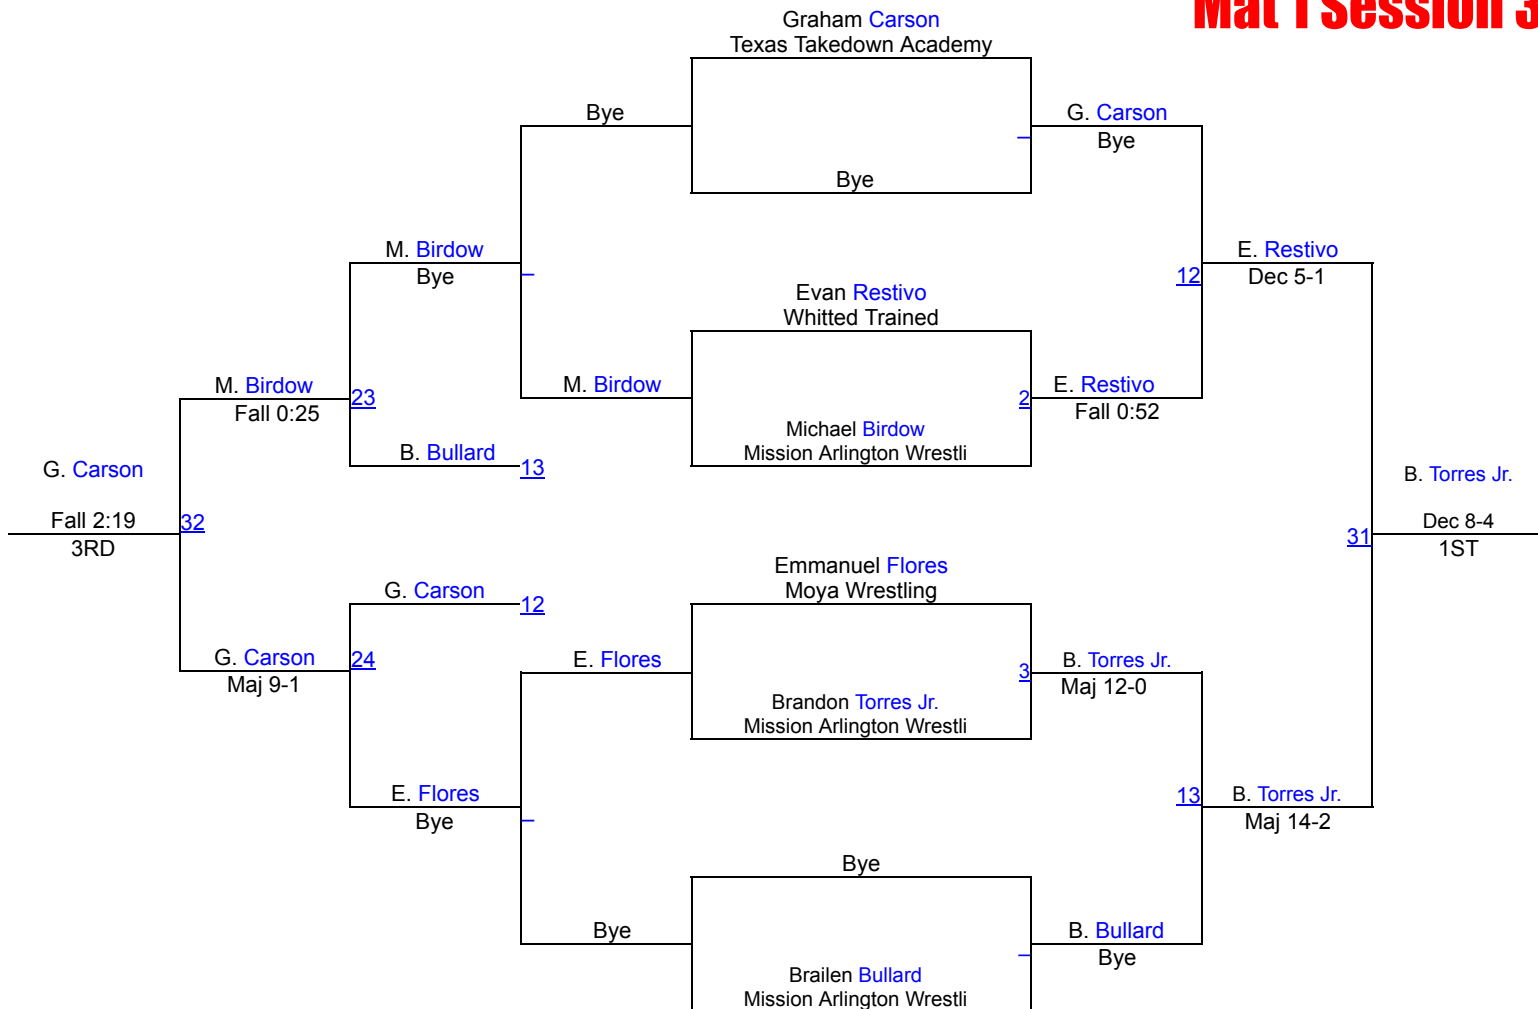 Mat 1 Session 3
Graham Carson
Texas Takedown Academy
Bye
G. Carson
Bye
Bye
M. Birdow
Bye
E. Restivo
12
Dec 5-1
Evan Restivo
Whitted Trained
M. Birdow
Fall 0:25
23
M. Birdow
2
E. Restivo
Fall 0:52
Michael Birdow
Mission Arlington Wrestli
B. Bullard
13
G. Carson
Fall 2:19
32
3RD
B. Torres Jr.
Dec 8-4
31
1ST
Emmanuel Flores
Moya Wrestling
G. Carson
12
G. Carson
24
Maj 9-1
E. Flores
3
B. Torres Jr.
Maj 12-0
Brandon Torres Jr.
Mission Arlington Wrestli
E. Flores
Bye
13
B. Torres Jr.
Maj 14-2
Bye
Bye
B. Bullard
Bye
Brailen Bullard
Mission Arlington Wrestli